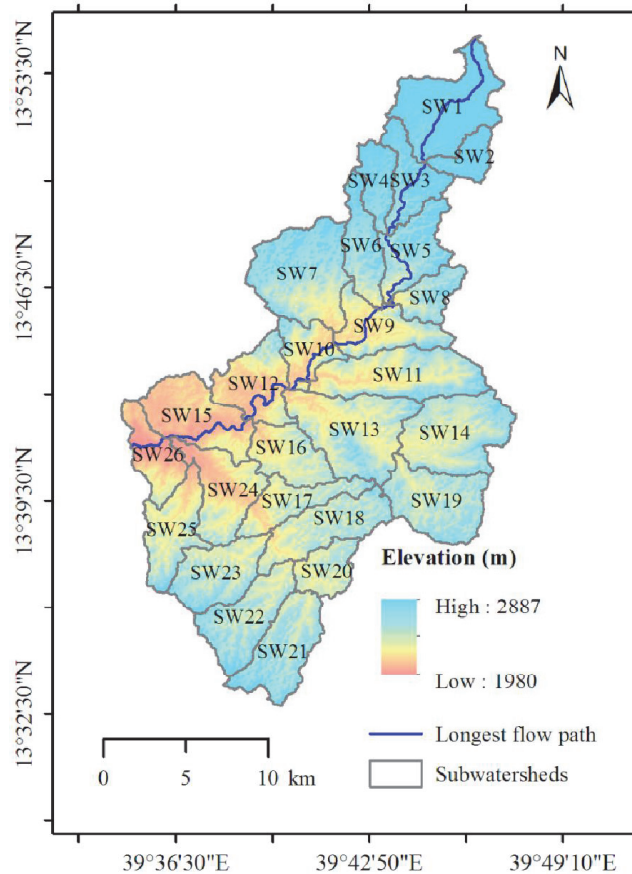 N
13°53'30"N
13°46'30"N
13°39'30"N
13°32'30"N
SW1
SW2
SW4
SW3
SW6
SW5
SW7
SW8
SW9
SW10
SW11
SW12
SW15
SW13
SW14
SW16
SW26
SW24
SW17
SW19
SW18
SW25
SW20
SW23
SW22
SW21
Elevation (m)
High : 2887
Low : 1980
Longest flow path
Subwatersheds
0 5 10 km
39°36'30"E 39°42'50"E 39°49'10"E